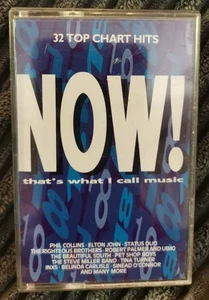 32 TOP CHART HITS
NOW!
that's what I call music
PHIL COLLINS · ELTON JOHN · STATUS QUO
THE RIGHTEOUS BROTHERS · ROBERT PALMER AND UB40
THE BEAUTIFUL SOUTH · PET SHOP BOYS
THE STEVE MILLER BAND · TINA TURNER
INXS · BELINDA CARLISLE · SINEAD O'CONNOR
AND MANY MORE